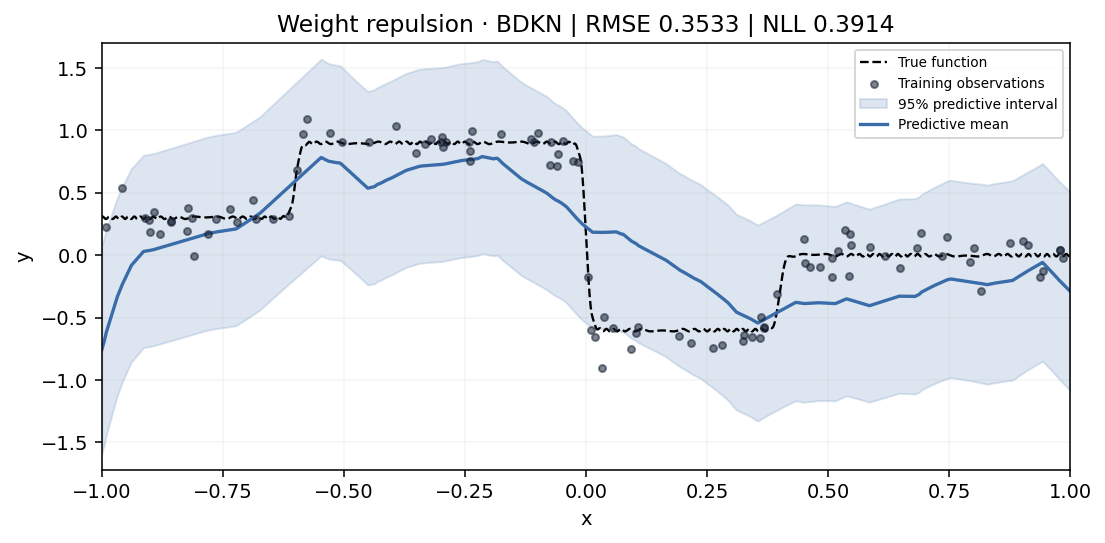 Weight repulsion · BDKN | RMSE 0.3533 | NLL 0.3914
True function
Training observations
95% predictive interval
Predictive mean
y
1.5
1.0
0.5
0.0
−0.5
−1.0
−1.5
−1.00 −0.75 −0.50 −0.25 0.00 0.25 0.50 0.75 1.00
x